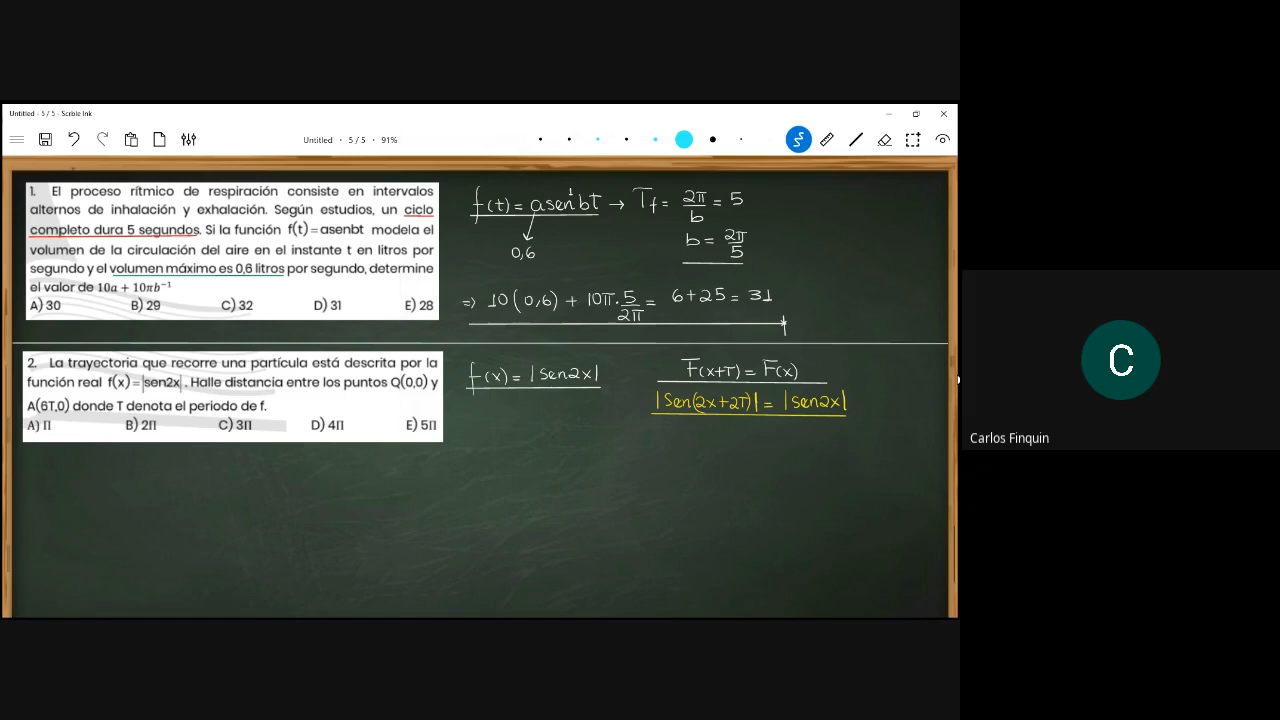 Untitled - 5 / 5 - Scrble Ink
Untitled • 5 / 5 • 91%
1. El proceso rítmico de respiración consiste en intervalos
alternos de inhalación y exhalación. Según estudios, un ciclo
completo dura 5 segundos. Si la función f(t)=asenbt modela el
volumen de la circulación del aire en el instante t en litros por
segundo y el volumen máximo es 0,6 litros por segundo, determine
el valor de 10a + 10πb⁻¹
A) 30 B) 29 C) 32 D) 31 E) 28
f(t) = asen¹bt → Tf = 2π/b = 5
0,6
b = 2π/5
⇒ 10(0,6) + 10π·5/2π = 6+25 = 31
2. La trayectoria que recorre una partícula está descrita por la
función real f(x)=|sen2x|. Halle distancia entre los puntos Q(0,0) y
A(6T,0) donde T denota el periodo de f.
A) Π B) 2Π C) 3Π D) 4Π E) 5Π
f(x) = |sen2x|
F(x+T) = F(x)
|Sen(2x+2T)| = |sen2x|
C
Carlos Finquin